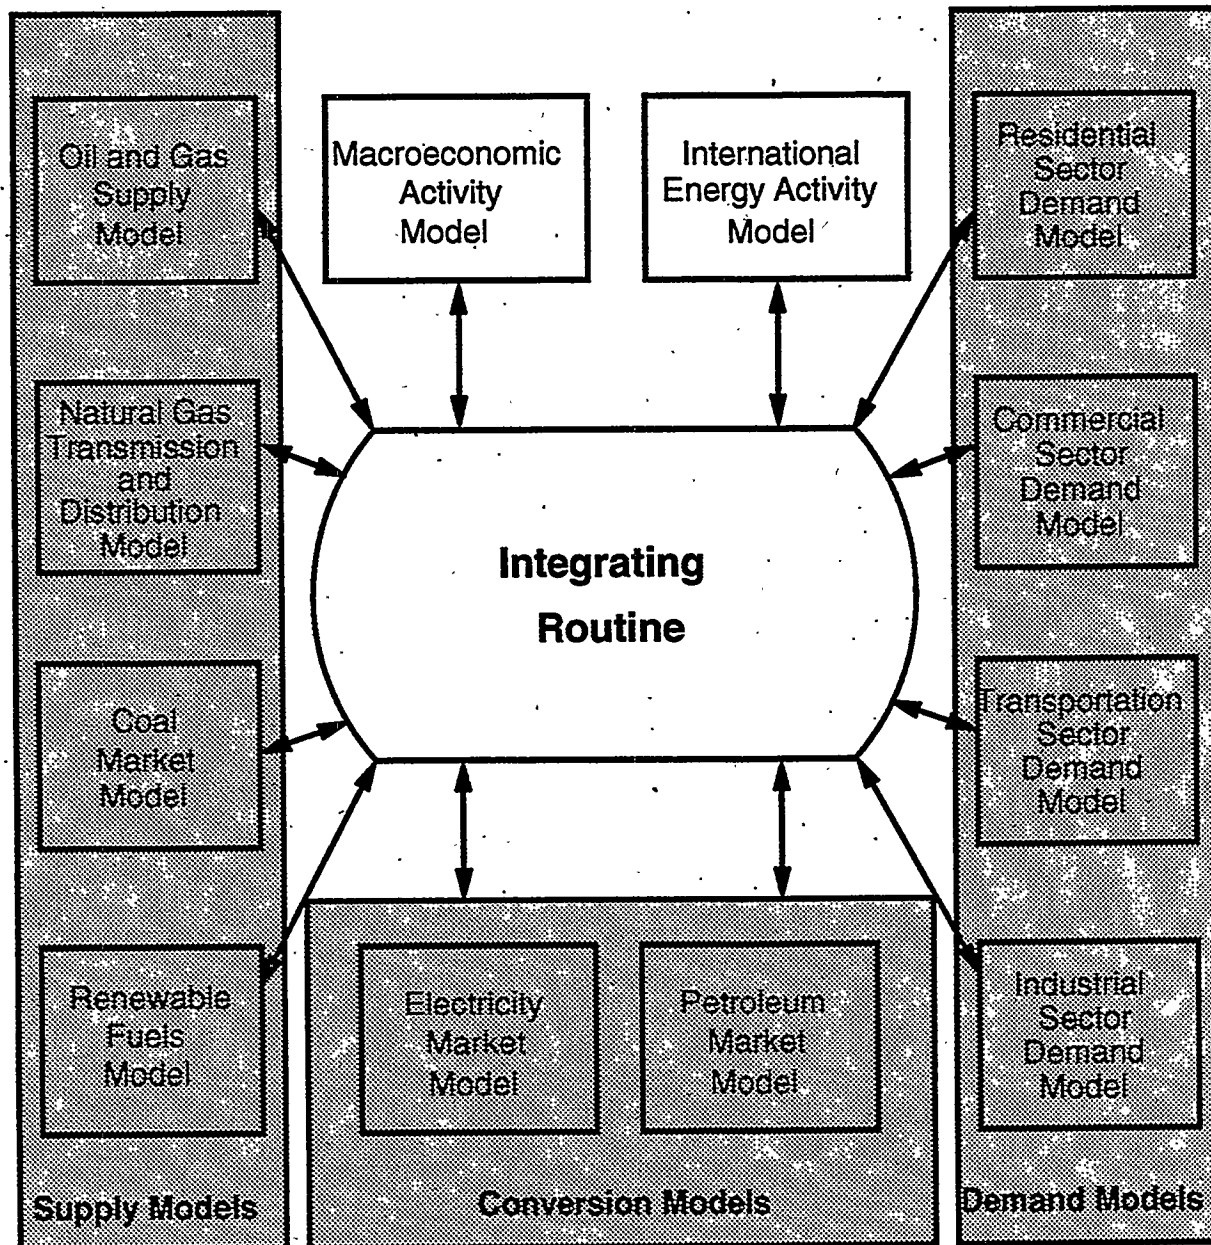 Oil and Gas
Supply
Model
Macroeconomic
Activity
Model
International
Energy Activity
Model
Residential
Sector
Demand
Model
Natural Gas
Transmission
and
Distribution
Model
Commercial
Sector
Demand
Model
Integrating
Routine
Coal
Market
Model
Transportation
Sector
Demand
Model
Renewable
Fuels
Model
Electricity
Market
Model
Petroleum
Market
Model
Industrial
Sector
Demand
Model
Supply Models
Conversion Models
Demand Models